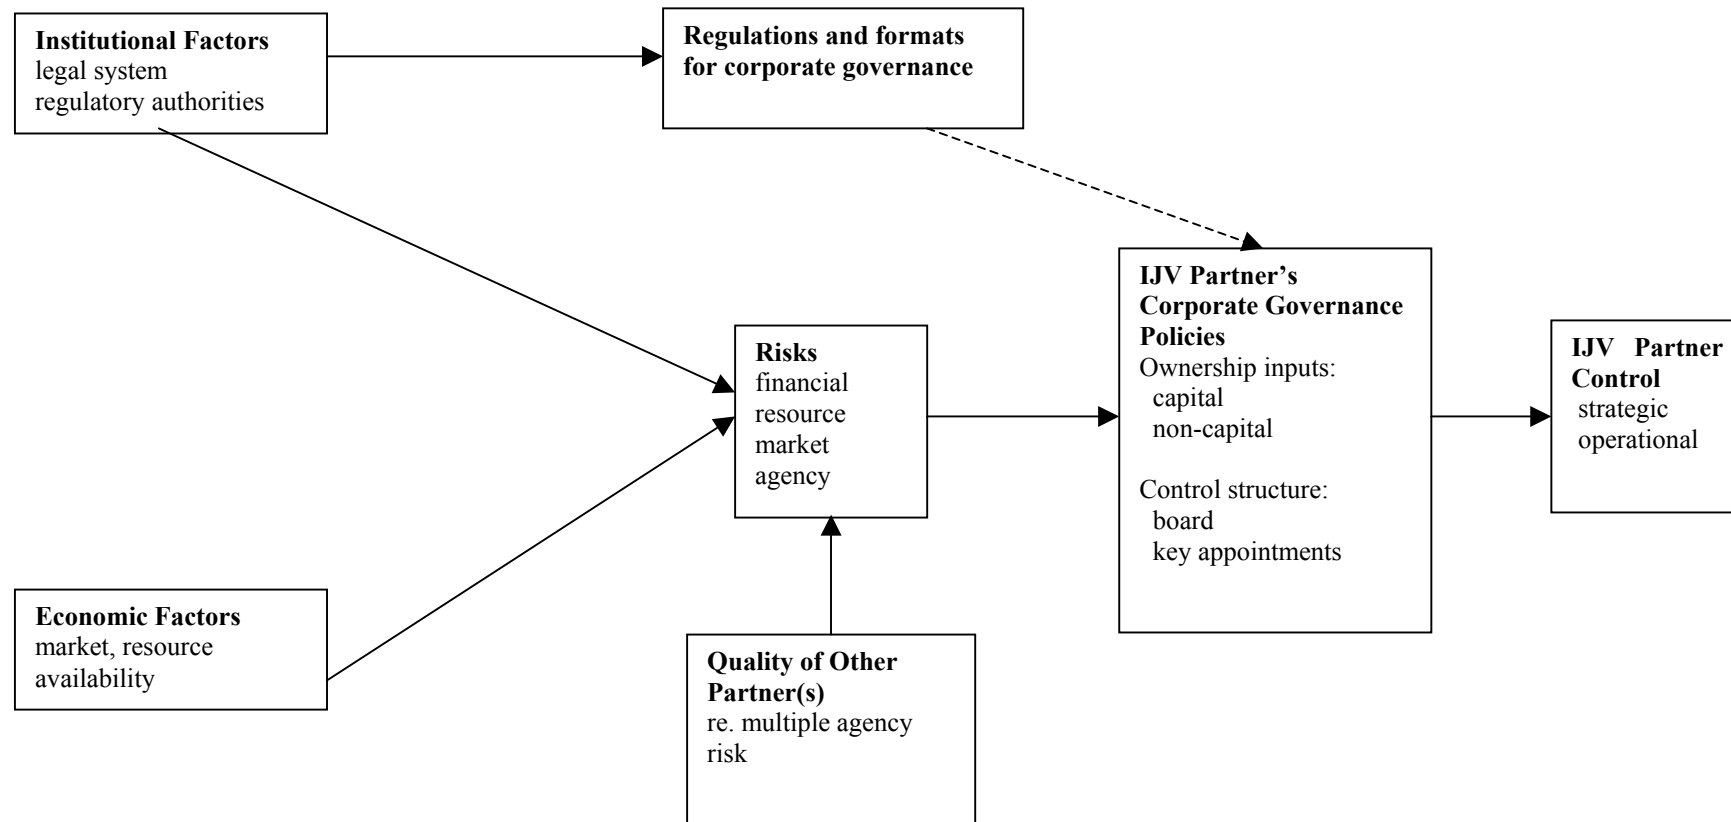 Institutional Factors
legal system
regulatory authorities
Regulations and formats
for corporate governance
IJV Partner’s
Corporate Governance
Policies
Ownership inputs:
capital
non-capital
Control structure:
board
key appointments
IJV Partner
Control
strategic
operational
Risks
financial
resource
market
agency
Economic Factors
market, resource
availability
Quality of Other
Partner(s)
re. multiple agency
risk